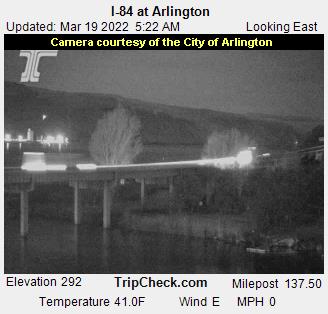 I-84 at Arlington
Updated: Mar 19 2022 5:22 AM Looking East
Camera courtesy of the City of Arlington
Elevation 292 TripCheck.com Milepost 137.50
Temperature 41.0F Wind E MPH 0